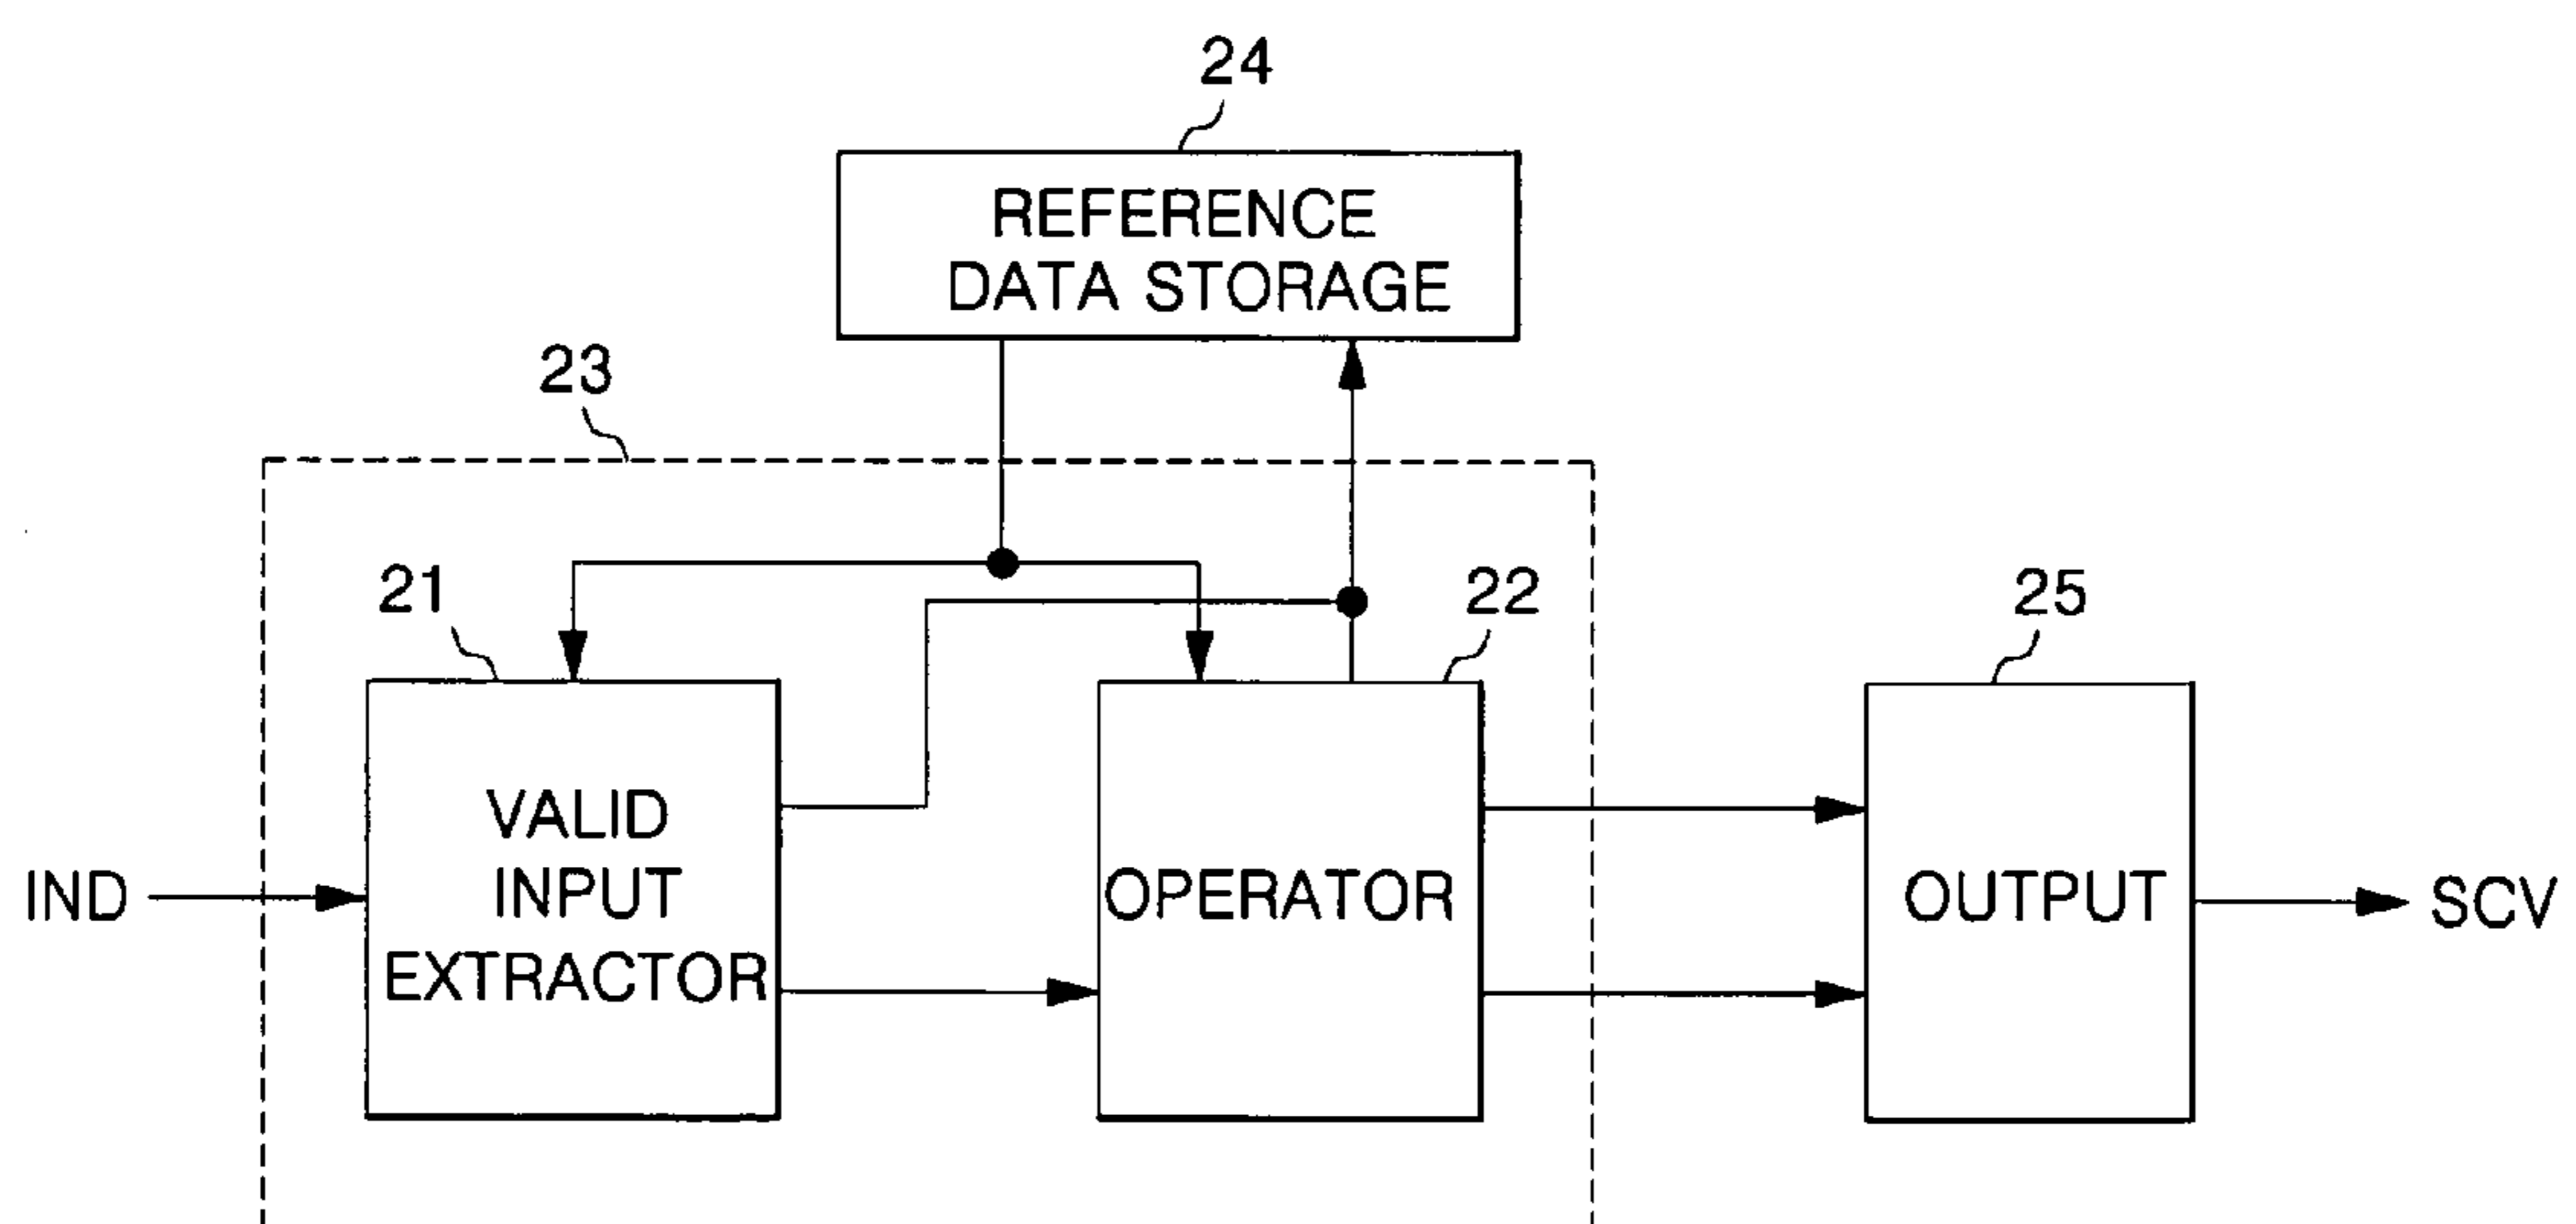 24
REFERENCE
DATA STORAGE
23
21
22
25
VALID
INPUT
EXTRACTOR
OPERATOR
OUTPUT
IND
SCV